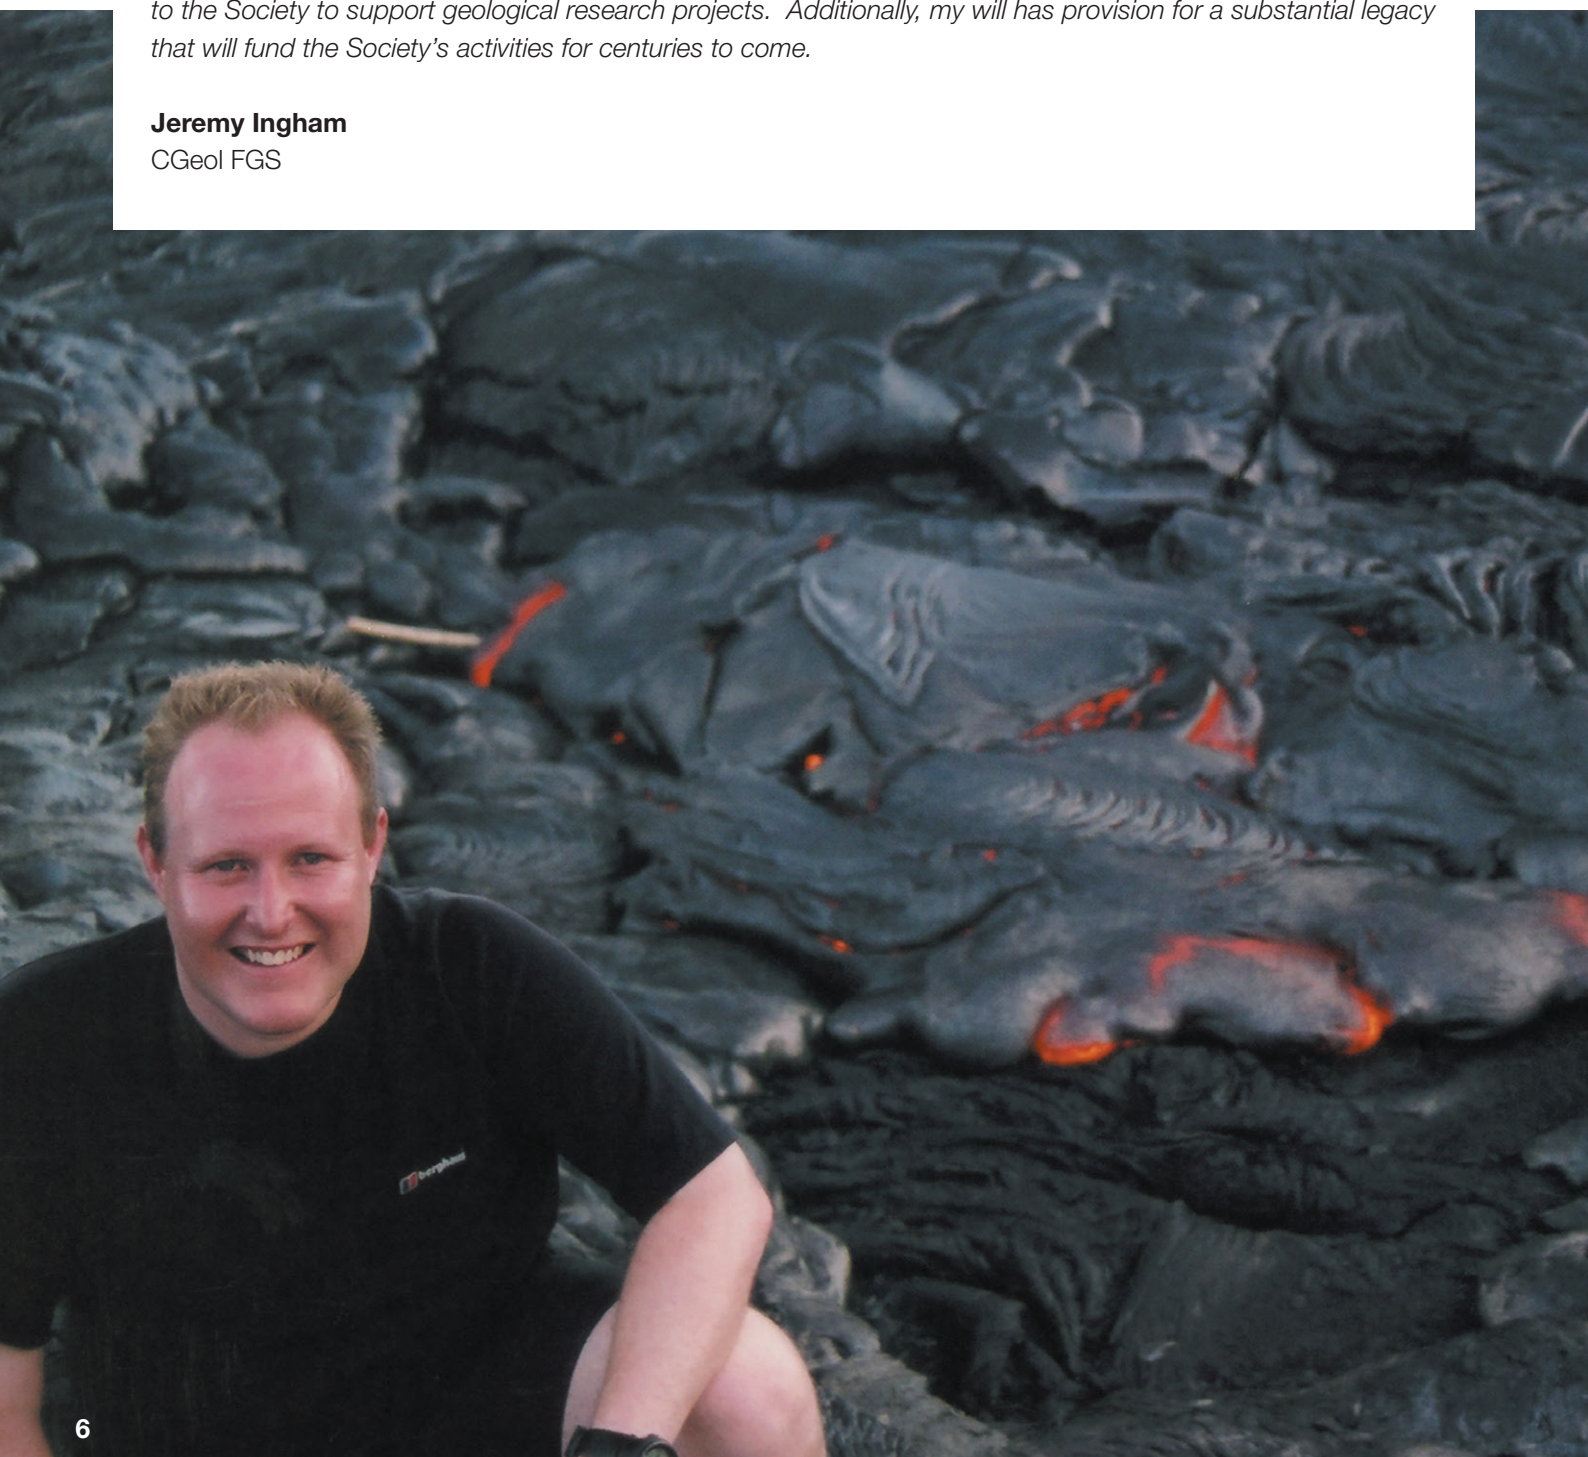 to the Society to support geological research projects.  Additionally, my will has provision for a substantial legacy
that will fund the Society’s activities for centuries to come.
Jeremy Ingham
CGeol FGS
berghaus
6